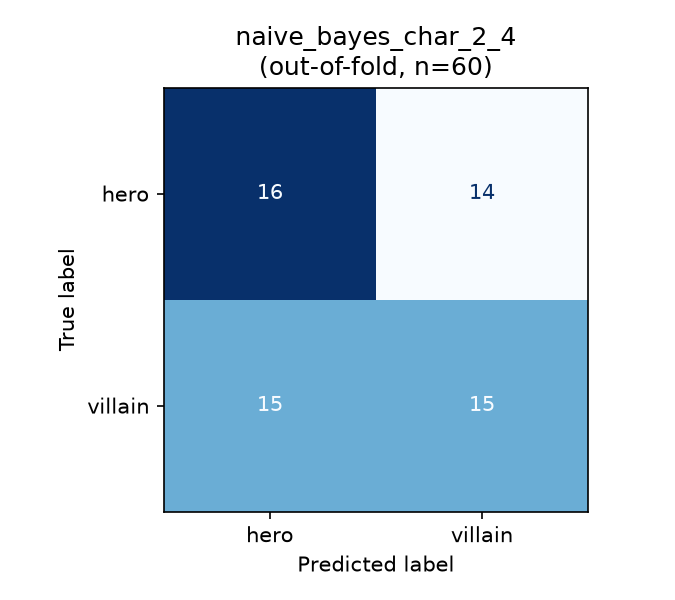 naive_bayes_char_2_4
(out-of-fold, n=60)
True label
hero
16
14
villain
15
15
hero
villain
Predicted label